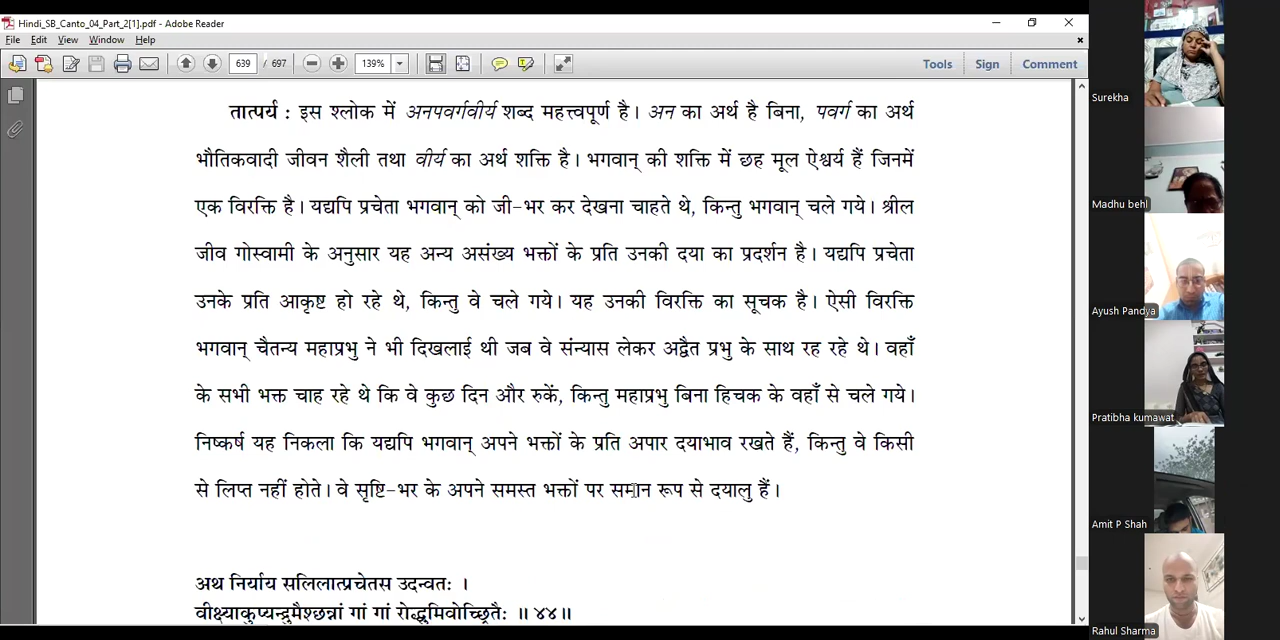 Hindi_SB_Canto_04_Part_2[1].pdf - Adobe Reader
File Edit View Window Help
639 / 697 139% Tools Sign Comment
तात्पर्य : इस श्लोक में अनपवर्गवीर्य शब्द महत्त्वपूर्ण है। अन का अर्थ है बिना, पवर्ग का अर्थ
भौतिकवादी जीवन शैली तथा वीर्य का अर्थ शक्ति है। भगवान् की शक्ति में छह मूल ऐश्वर्य हैं जिनमें
एक विरक्ति है। यद्यपि प्रचेता भगवान् को जी-भर कर देखना चाहते थे, किन्तु भगवान् चले गये। श्रील
जीव गोस्वामी के अनुसार यह अन्य असंख्य भक्तों के प्रति उनकी दया का प्रदर्शन है। यद्यपि प्रचेता
उनके प्रति आकृष्ट हो रहे थे, किन्तु वे चले गये। यह उनकी विरक्ति का सूचक है। ऐसी विरक्ति
भगवान् चैतन्य महाप्रभु ने भी दिखलाई थी जब वे संन्यास लेकर अद्वैत प्रभु के साथ रह रहे थे। वहाँ
के सभी भक्त चाह रहे थे कि वे कुछ दिन और रुकें, किन्तु महाप्रभु बिना हिचक के वहाँ से चले गये।
निष्कर्ष यह निकला कि यद्यपि भगवान् अपने भक्तों के प्रति अपार दयाभाव रखते हैं, किन्तु वे किसी
से लिप्त नहीं होते। वे सृष्टि-भर के अपने समस्त भक्तों पर समान रूप से दयालु हैं।
अथ निर्याय सलिलात्प्रचेतस उदन्वतः ।
वीक्ष्याकुप्यन्द्रुमैश्छन्नां गां गां रोद्धुमिवोच्छ्रितैः ॥ ४४॥
Surekha
Madhu behl
Ayush Pandya
Pratibha kumawat
Amit P Shah
Rahul Sharma